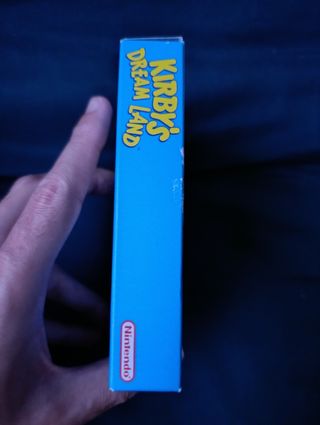 KIRBY'S
DREAM LAND
Nintendo